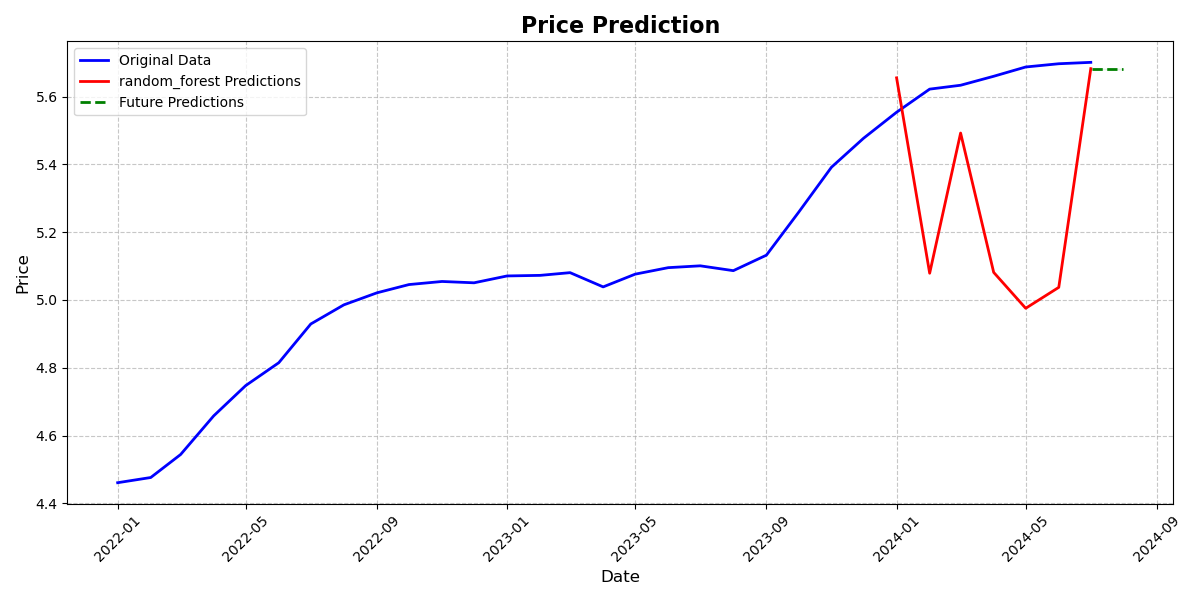 Price Prediction
Original Data
random_forest Predictions
Future Predictions
Price
5.6
5.4
5.2
5.0
4.8
4.6
4.4
2022-01
2022-05
2022-09
2023-01
2023-05
2023-09
2024-01
2024-05
2024-09
Date